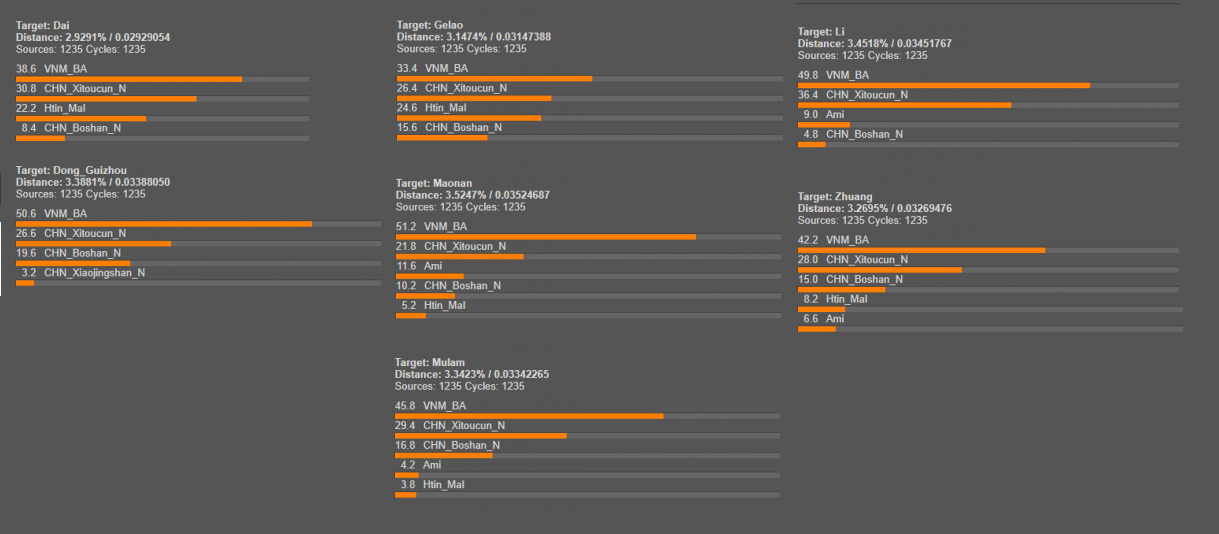 Target: Dai
Distance: 2.9291% / 0.02929054
Sources: 1235 Cycles: 1235
38.6 VNM_BA
30.8 CHN_Xitoucun_N
22.2 Htin_Mal
8.4 CHN_Boshan_N
Target: Gelao
Distance: 3.1474% / 0.03147388
Sources: 1235 Cycles: 1235
33.4 VNM_BA
26.4 CHN_Xitoucun_N
24.6 Htin_Mal
15.6 CHN_Boshan_N
Target: Li
Distance: 3.4518% / 0.03451767
Sources: 1235 Cycles: 1235
49.8 VNM_BA
36.4 CHN_Xitoucun_N
9.0 Ami
4.8 CHN_Boshan_N
Target: Dong_Guizhou
Distance: 3.3881% / 0.03388050
Sources: 1235 Cycles: 1235
50.6 VNM_BA
26.6 CHN_Xitoucun_N
19.6 CHN_Boshan_N
3.2 CHN_Xiaojingshan_N
Target: Maonan
Distance: 3.5247% / 0.03524687
Sources: 1235 Cycles: 1235
51.2 VNM_BA
21.8 CHN_Xitoucun_N
11.6 Ami
10.2 CHN_Boshan_N
5.2 Htin_Mal
Target: Zhuang
Distance: 3.2695% / 0.03269476
Sources: 1235 Cycles: 1235
42.2 VNM_BA
28.0 CHN_Xitoucun_N
15.0 CHN_Boshan_N
8.2 Htin_Mal
6.6 Ami
Target: Mulam
Distance: 3.3423% / 0.03342265
Sources: 1235 Cycles: 1235
45.8 VNM_BA
29.4 CHN_Xitoucun_N
16.8 CHN_Boshan_N
4.2 Ami
3.8 Htin_Mal